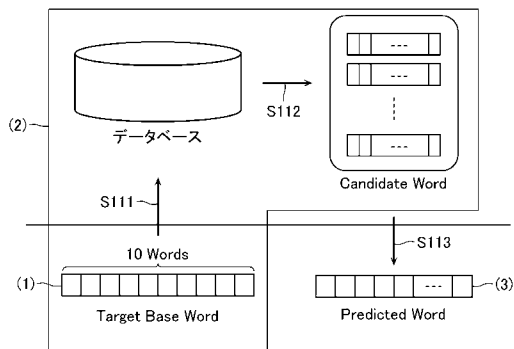 (2)
データベース
S112
---
---
---
Candidate Word
S111
S113
10 Words
(1)
Target Base Word
---
(3)
Predicted Word